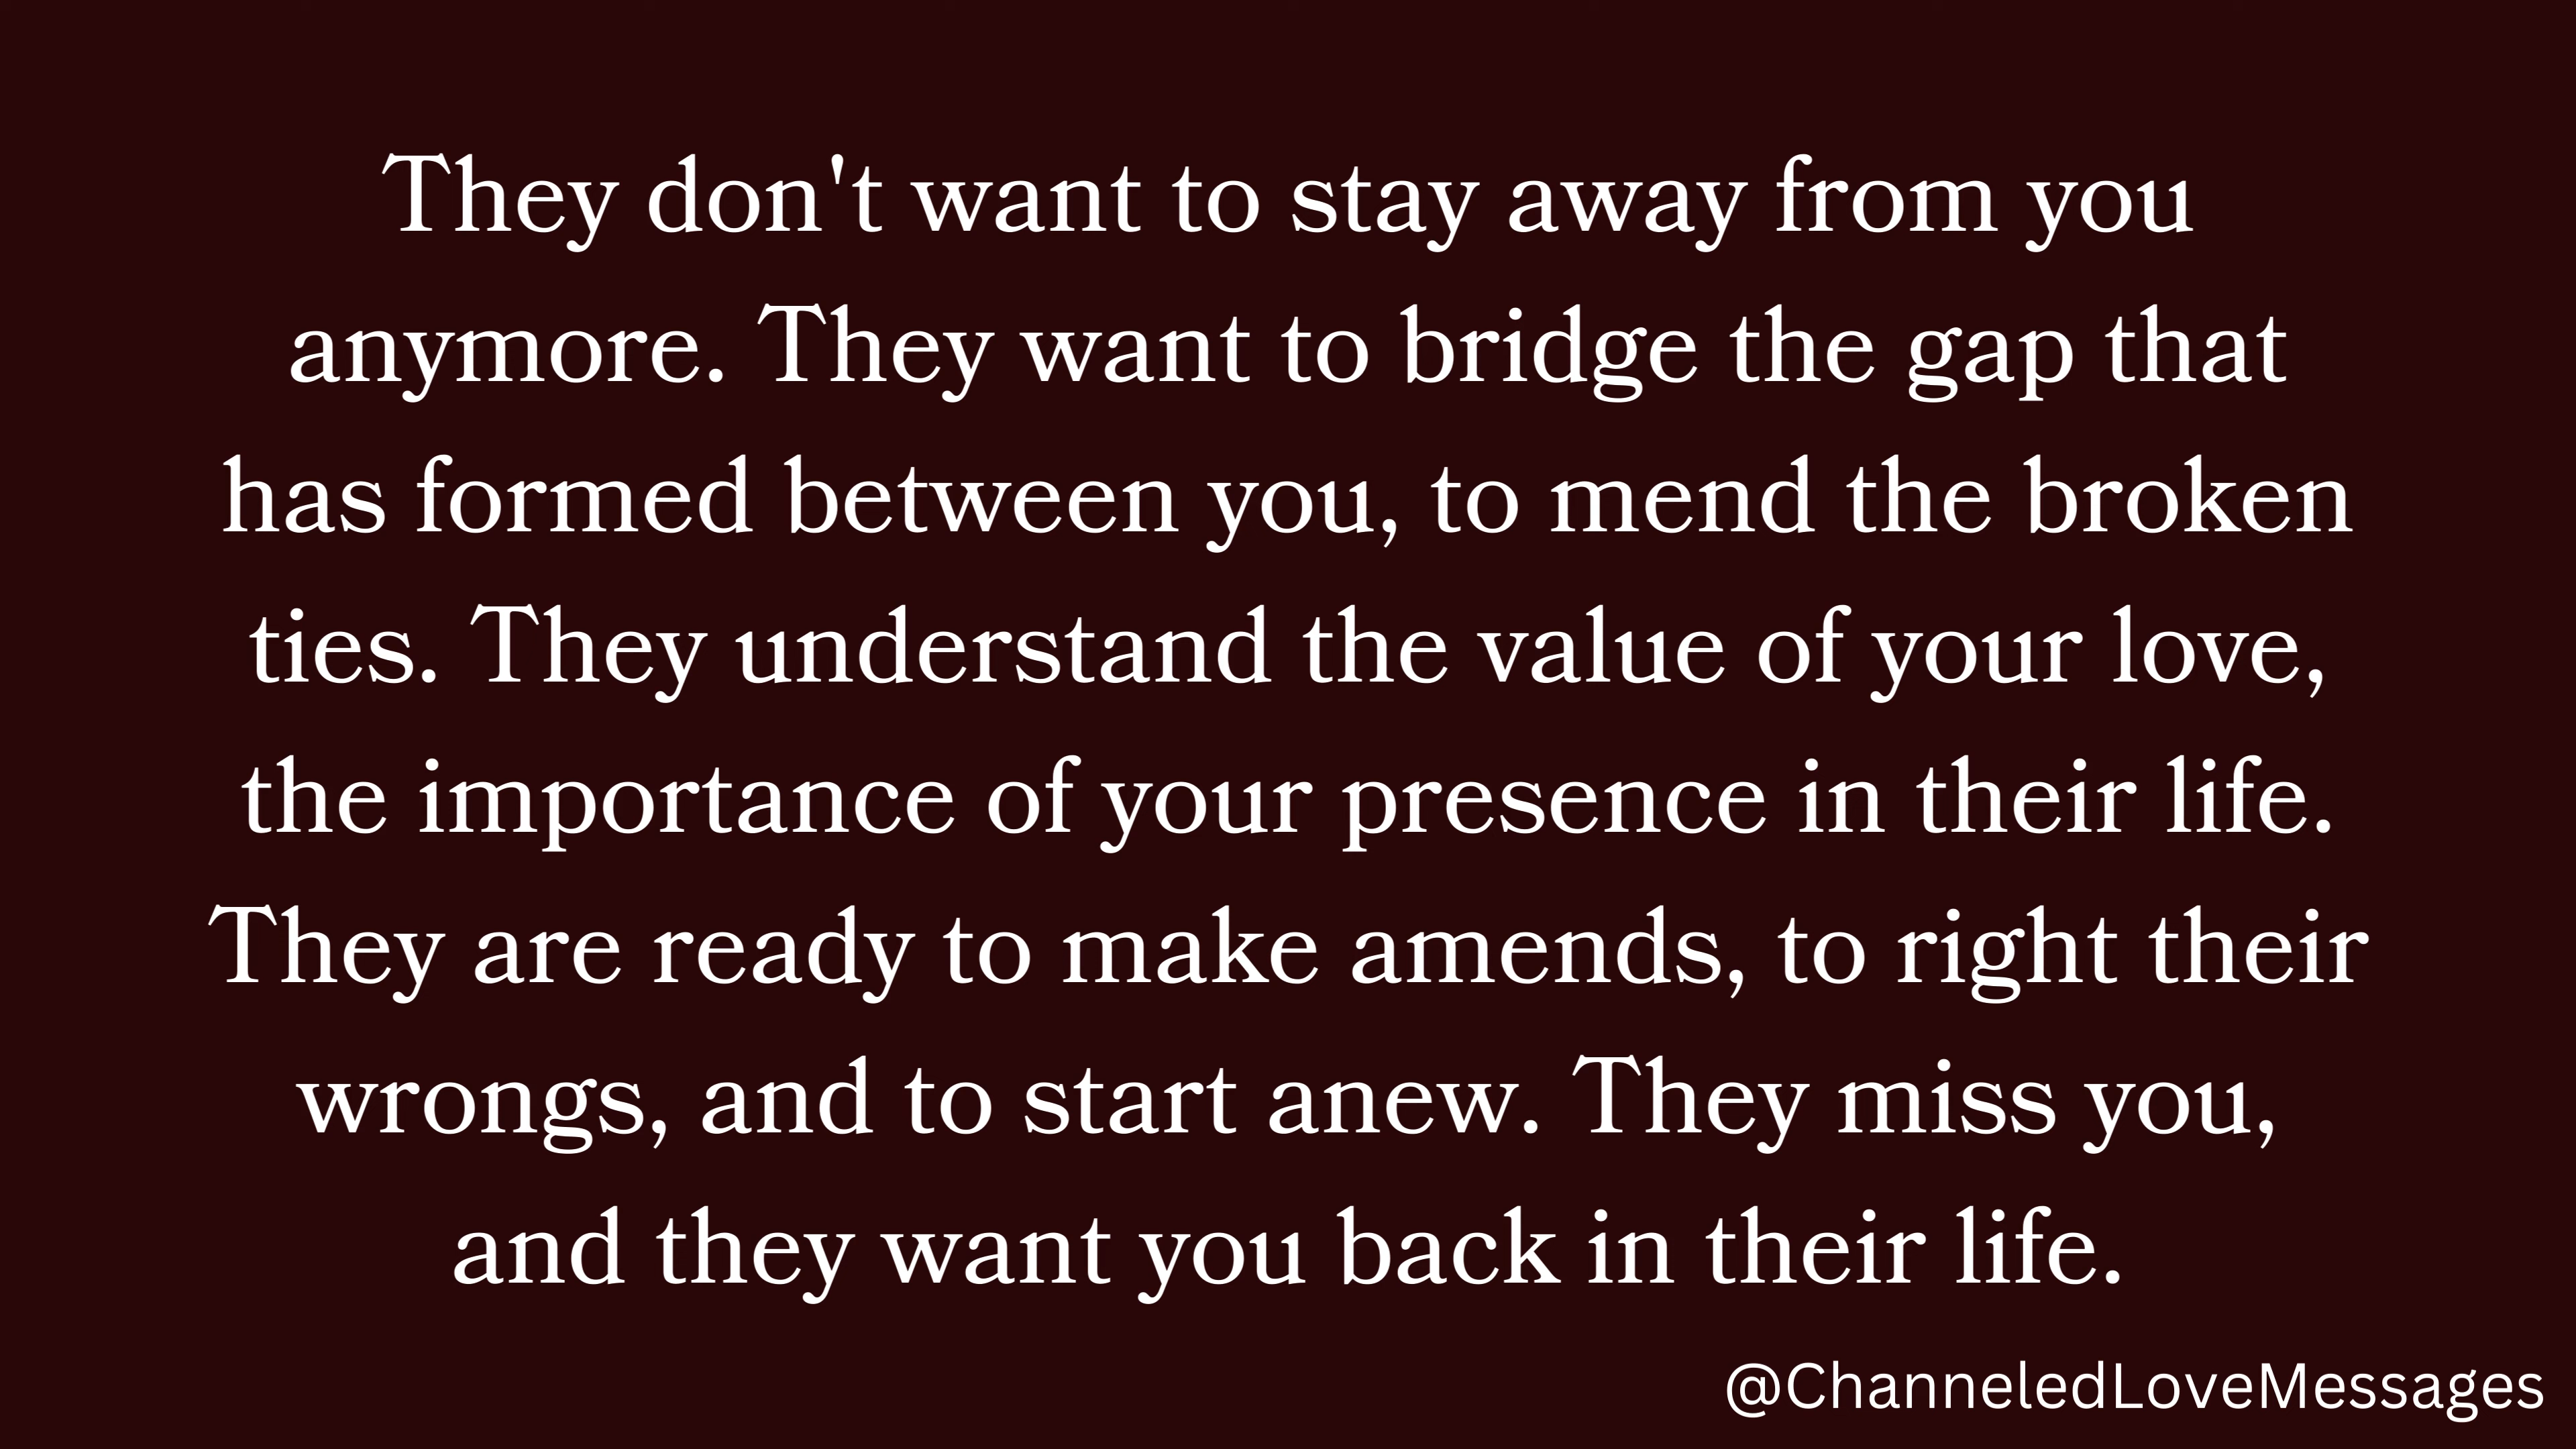 They don't want to stay away from you
anymore. They want to bridge the gap that
has formed between you, to mend the broken
ties. They understand the value of your love,
the importance of your presence in their life.
They are ready to make amends, to right their
wrongs, and to start anew. They miss you,
and they want you back in their life.
@ChanneledLoveMessages